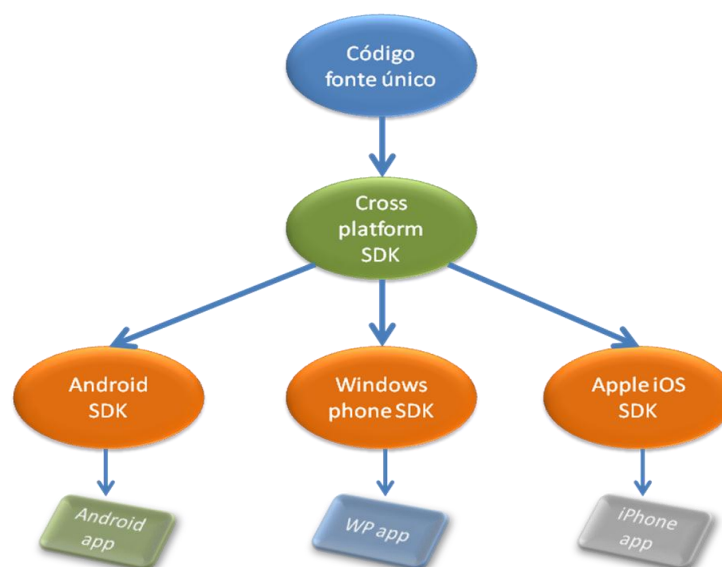 Código
fonte único
Cross
platform
SDK
Android
SDK
Windows
phone SDK
Apple iOS
SDK
Android
app
WP app
iPhone
app